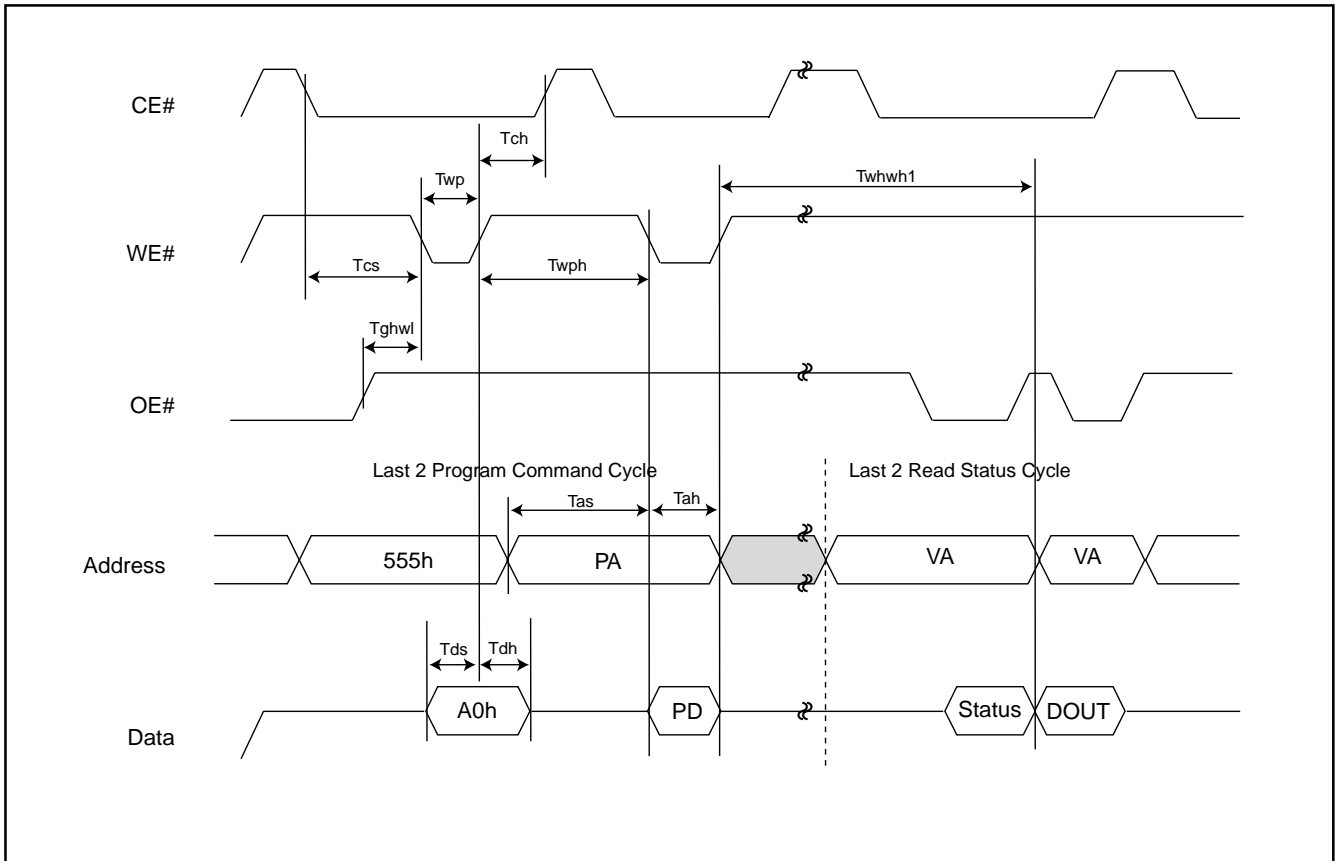 CE#
Tch
Twp
Twhwh1
WE#
Tcs
Twph
Tghwl
OE#
Last 2 Program Command Cycle
Last 2 Read Status Cycle
Tas
Tah
Address
555h
PA
VA
VA
Tds
Tdh
A0h
PD
Status
DOUT
Data